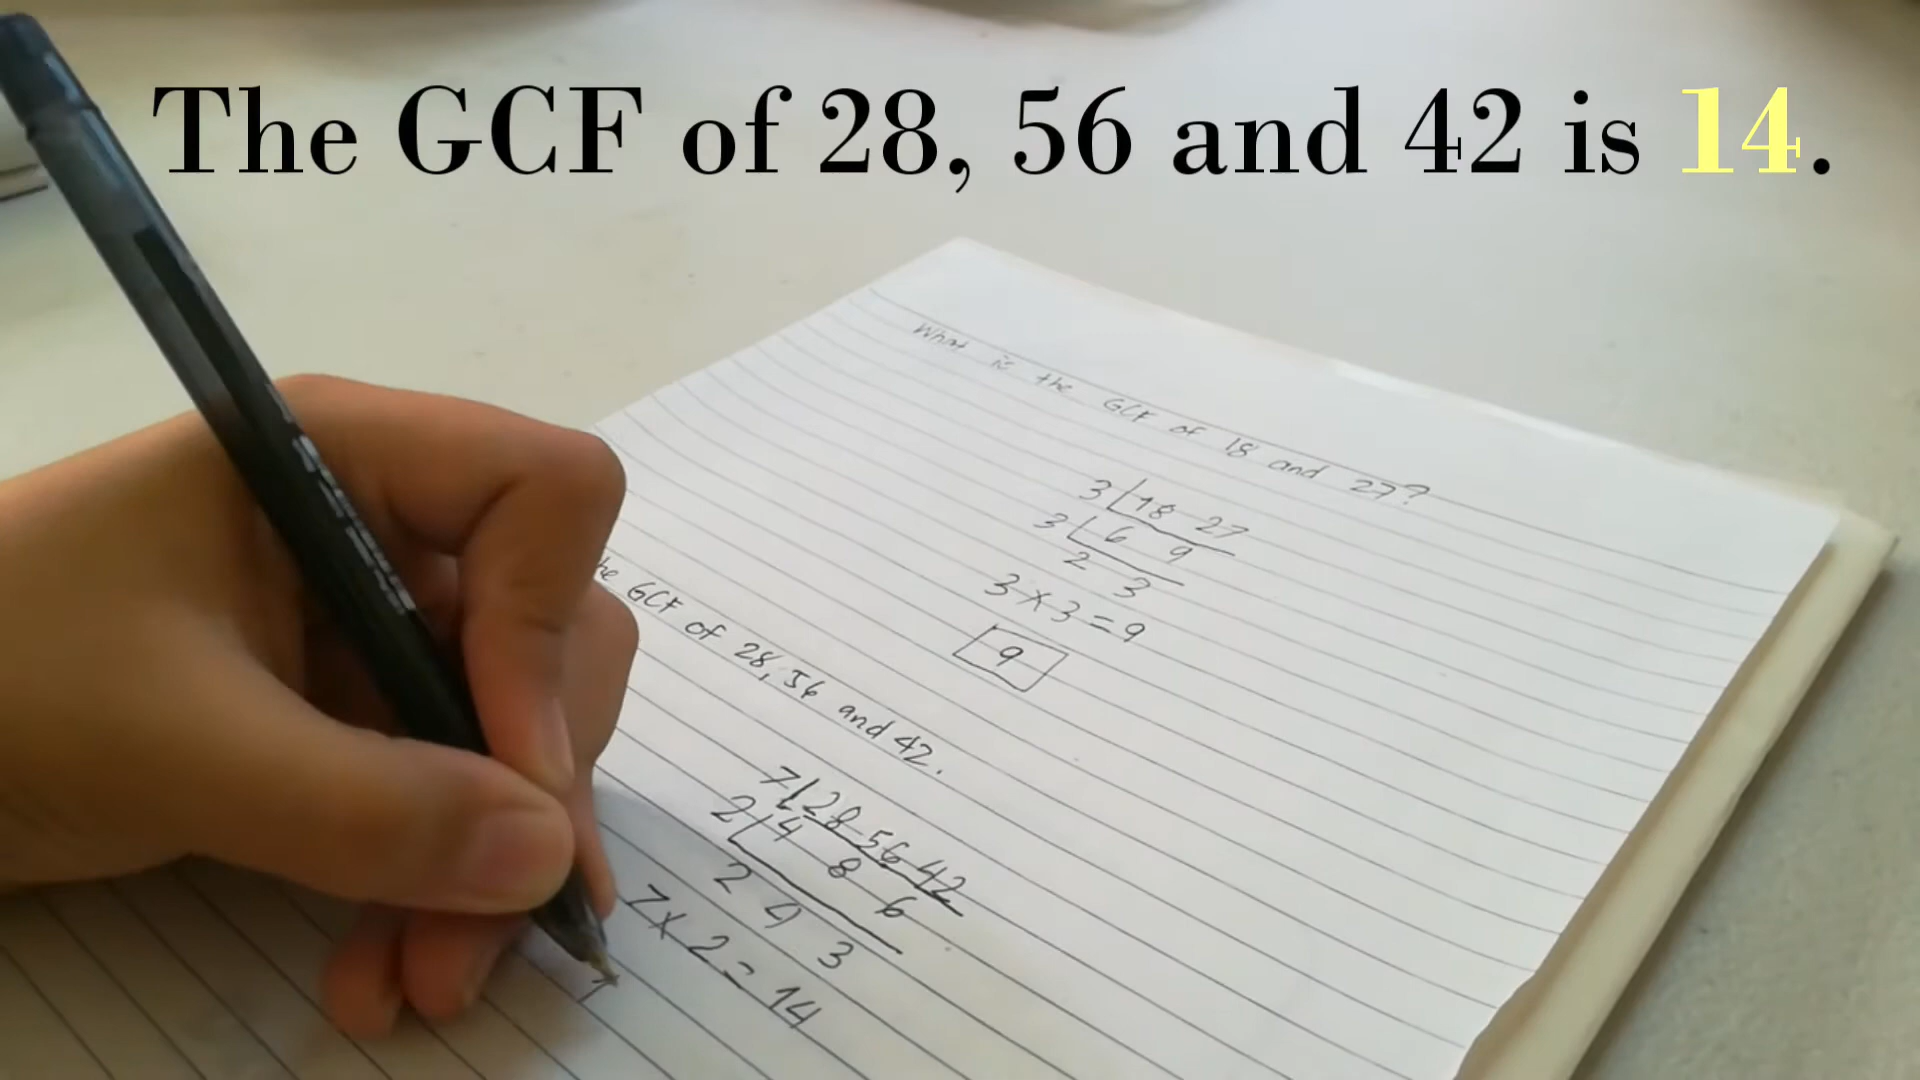 The GCF of 28, 56 and 42 is 14.
What is the GCF of 18 and 27?
3 18 27
3 6 9
2 3
3 x 3 = 9
9
he GCF of 28, 56 and 42.
7 28 56 42
2 4 8 6
2 4 3
7 x 2 = 14